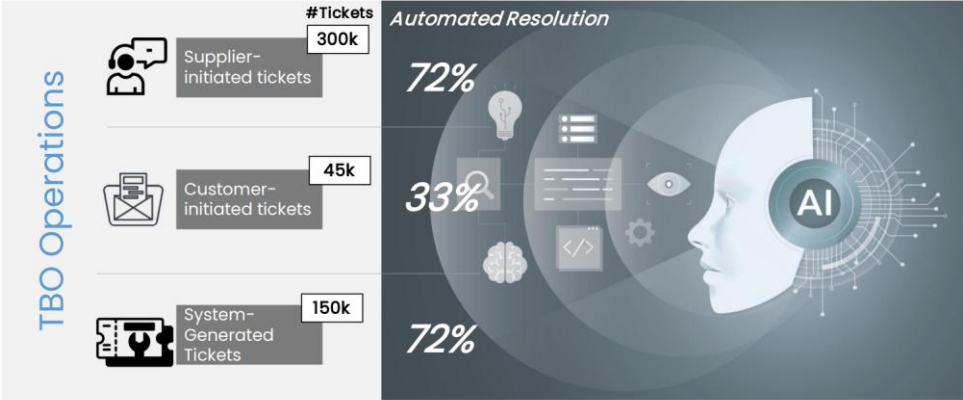 #Tickets
Automated Resolution
TBO Operations
300k
Supplier-
initiated tickets
72%
45k
Customer-
initiated tickets
33%
AI
150k
System-
Generated
Tickets
72%
</>